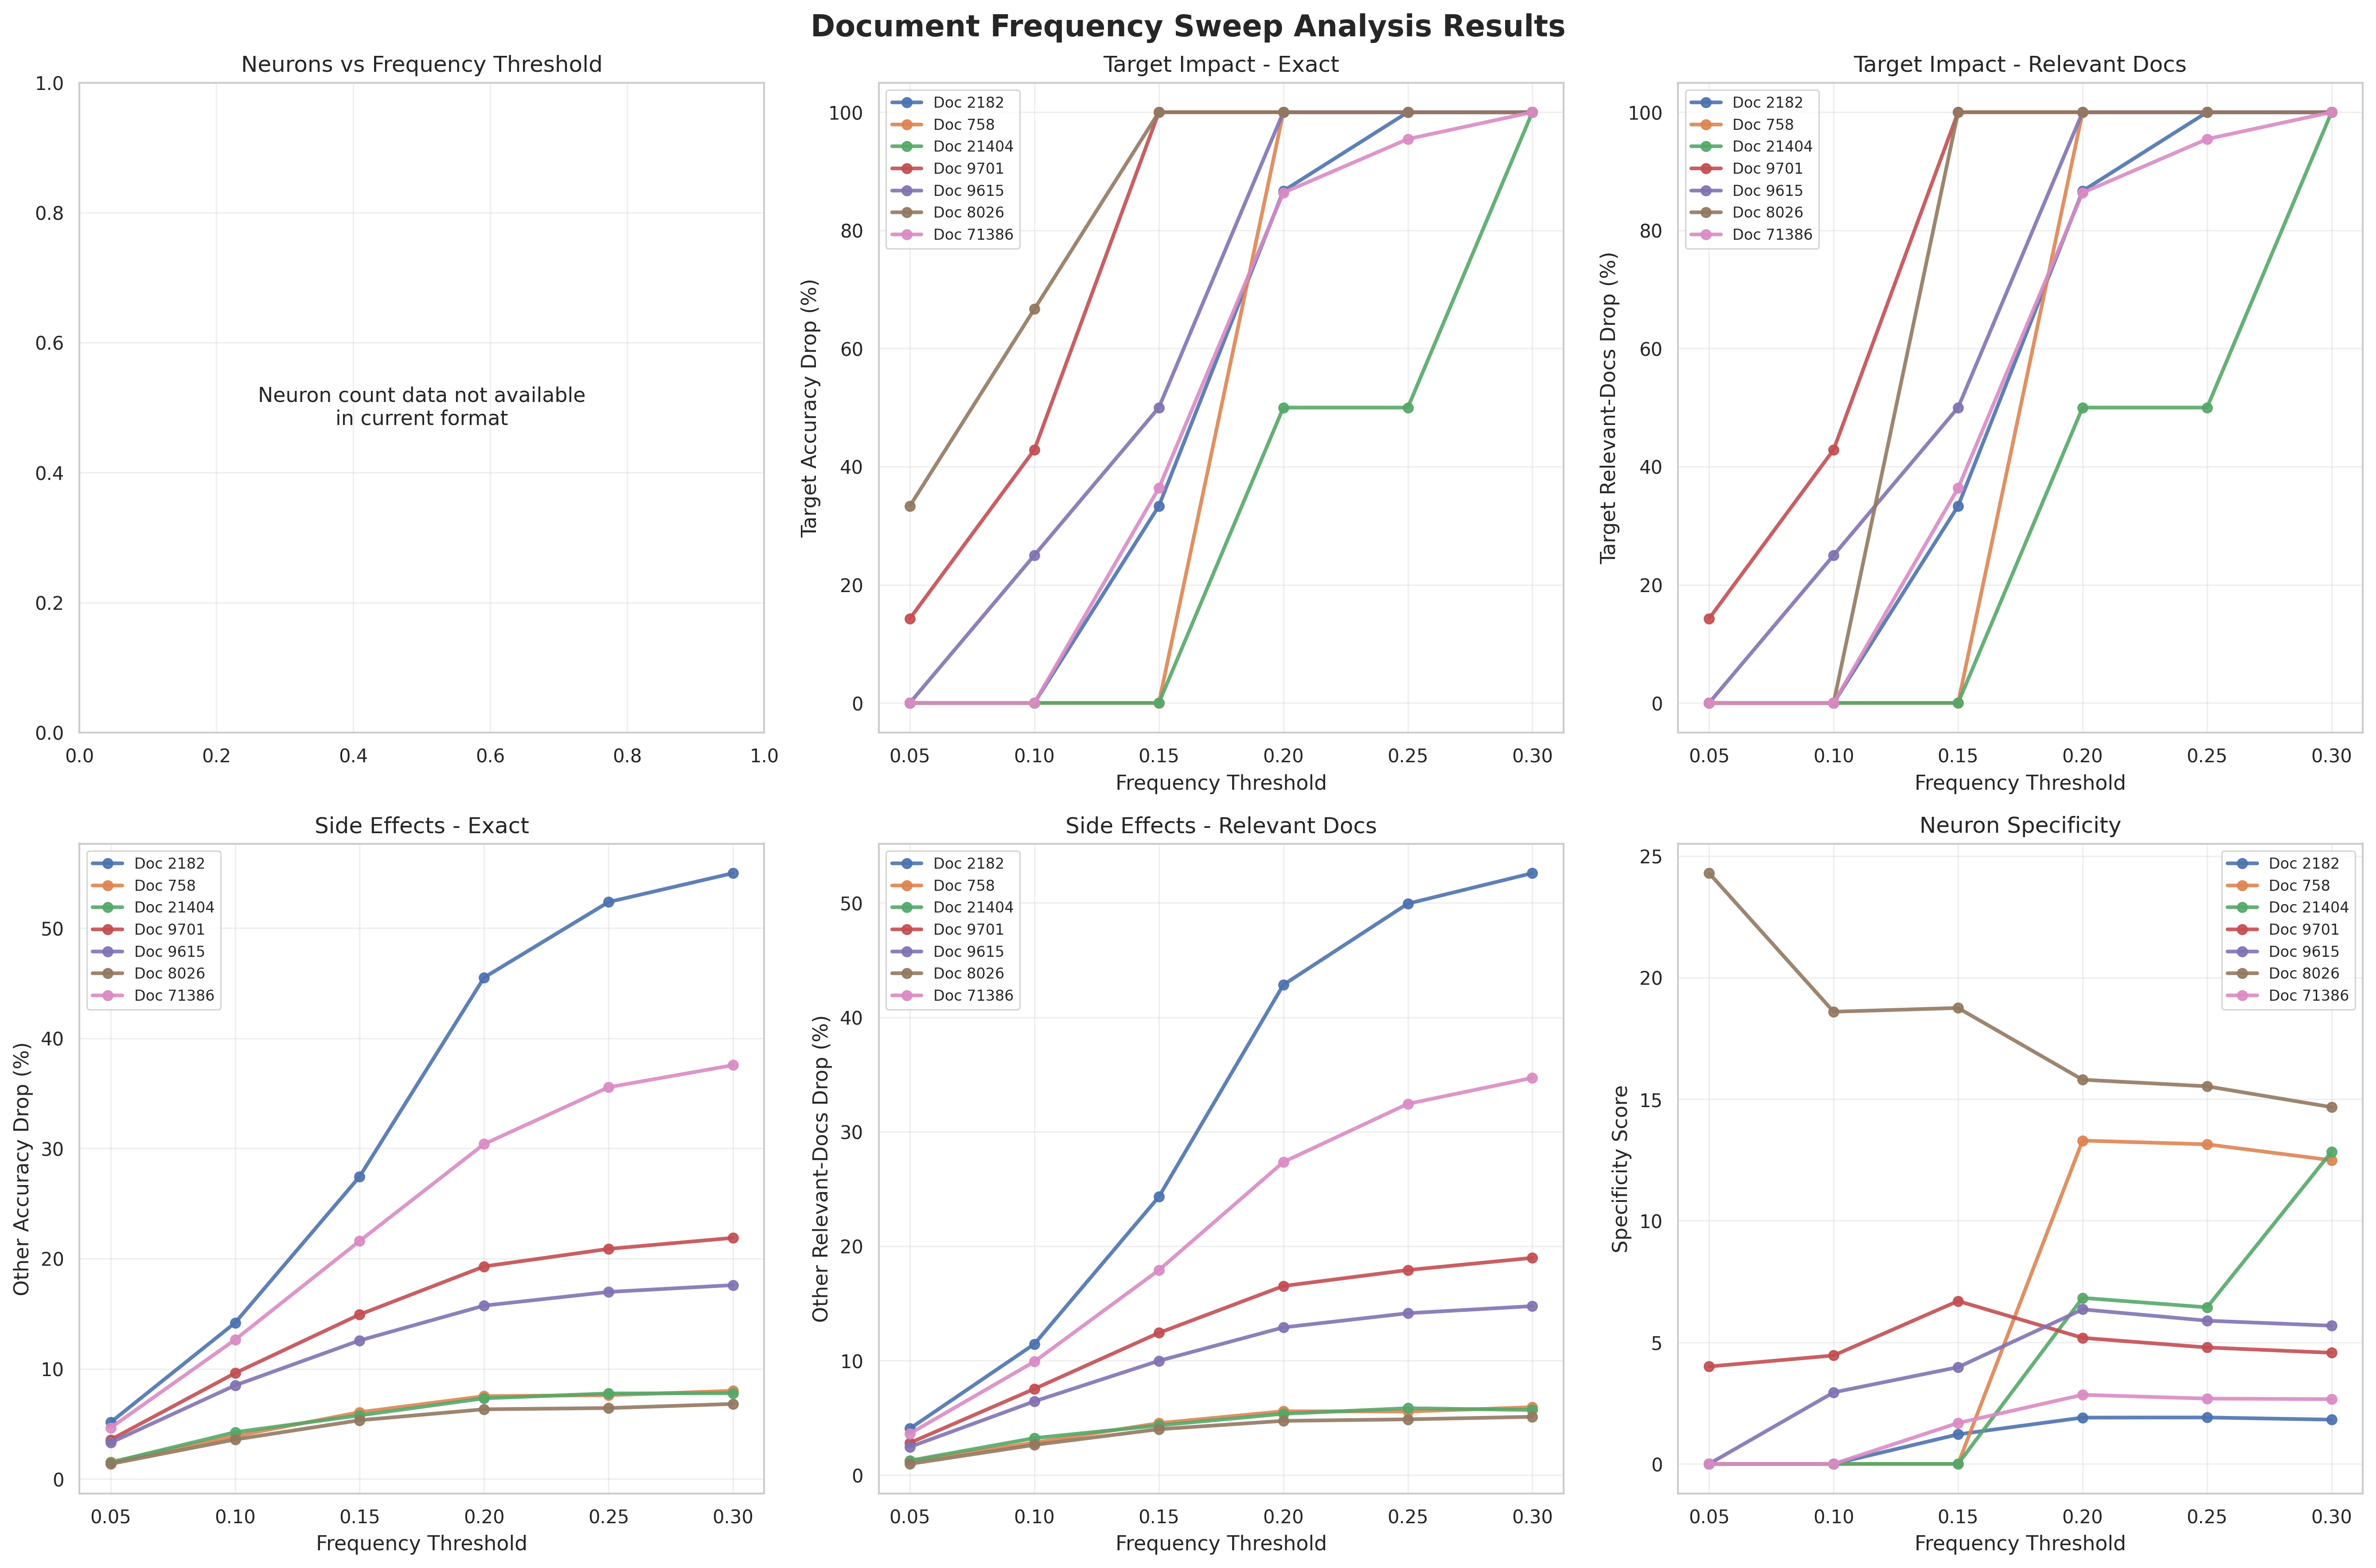 Document Frequency Sweep Analysis Results
Neurons vs Frequency Threshold
1.0
0.8
0.6
0.4
0.2
0.0
Neuron count data not available
in current format
0.0 0.2 0.4 0.6 0.8 1.0
Target Impact - Exact
Target Accuracy Drop (%)
100
80
60
40
20
0
Doc 2182
Doc 758
Doc 21404
Doc 9701
Doc 9615
Doc 8026
Doc 71386
0.05 0.10 0.15 0.20 0.25 0.30
Frequency Threshold
Target Impact - Relevant Docs
Target Relevant-Docs Drop (%)
100
80
60
40
20
0
Doc 2182
Doc 758
Doc 21404
Doc 9701
Doc 9615
Doc 8026
Doc 71386
0.05 0.10 0.15 0.20 0.25 0.30
Frequency Threshold
Side Effects - Exact
Other Accuracy Drop (%)
50
40
30
20
10
0
Doc 2182
Doc 758
Doc 21404
Doc 9701
Doc 9615
Doc 8026
Doc 71386
0.05 0.10 0.15 0.20 0.25 0.30
Frequency Threshold
Side Effects - Relevant Docs
Other Relevant-Docs Drop (%)
50
40
30
20
10
0
Doc 2182
Doc 758
Doc 21404
Doc 9701
Doc 9615
Doc 8026
Doc 71386
0.05 0.10 0.15 0.20 0.25 0.30
Frequency Threshold
Neuron Specificity
Specificity Score
25
20
15
10
5
0
Doc 2182
Doc 758
Doc 21404
Doc 9701
Doc 9615
Doc 8026
Doc 71386
0.05 0.10 0.15 0.20 0.25 0.30
Frequency Threshold